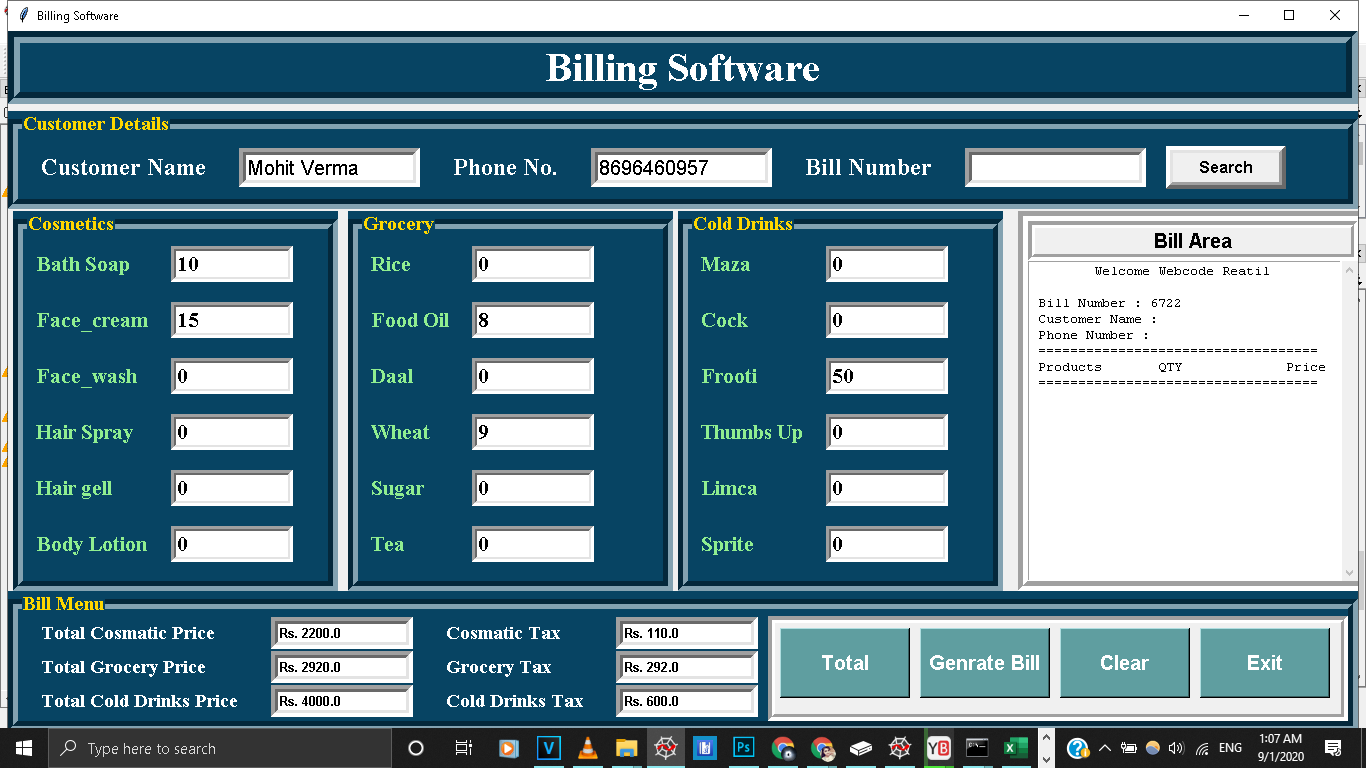 Billing Software
Billing Software
Customer Details
Customer Name Mohit Verma Phone No. 8696460957 Bill Number Search
Cosmetics
Bath Soap 10
Face_cream 15
Face_wash 0
Hair Spray 0
Hair gell 0
Body Lotion 0
Grocery
Rice 0
Food Oil 8
Daal 0
Wheat 9
Sugar 0
Tea 0
Cold Drinks
Maza 0
Cock 0
Frooti 50
Thumbs Up 0
Limca 0
Sprite 0
Bill Area
Welcome Webcode Reatil
Bill Number : 6722
Customer Name :
Phone Number :
===================================
Products QTY Price
===================================
Bill Menu
Total Cosmatic Price Rs. 2200.0 Cosmatic Tax Rs. 110.0
Total Grocery Price Rs. 2920.0 Grocery Tax Rs. 292.0
Total Cold Drinks Price Rs. 4000.0 Cold Drinks Tax Rs. 600.0
Total Genrate Bill Clear Exit
Type here to search
V Ps YB
ENG
1:07 AM
9/1/2020